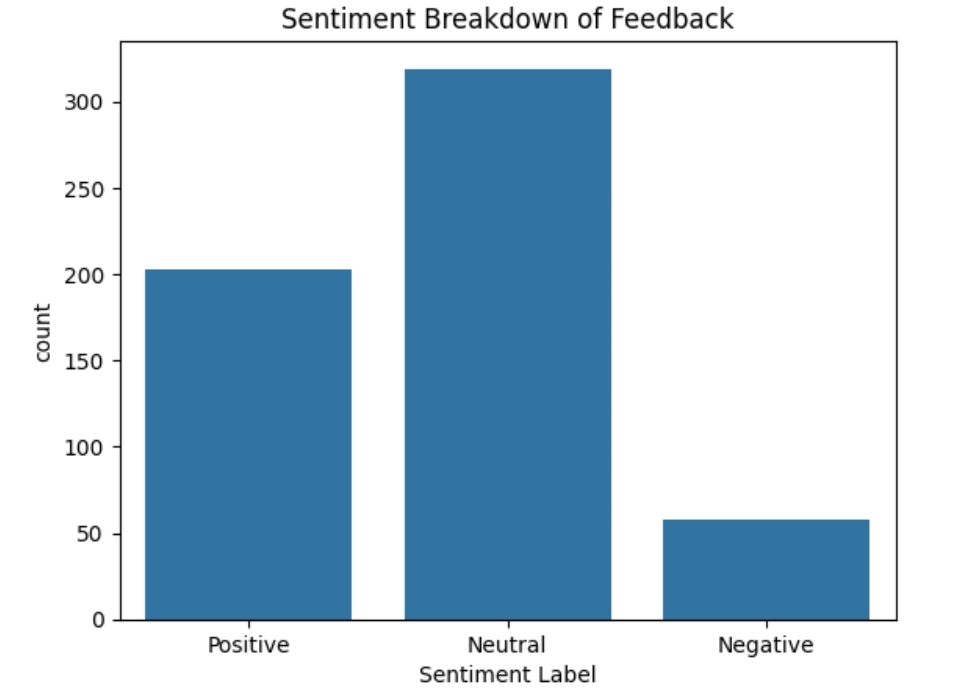 Sentiment Breakdown of Feedback
count
300
250
200
150
100
50
0
Positive Neutral Negative
Sentiment Label